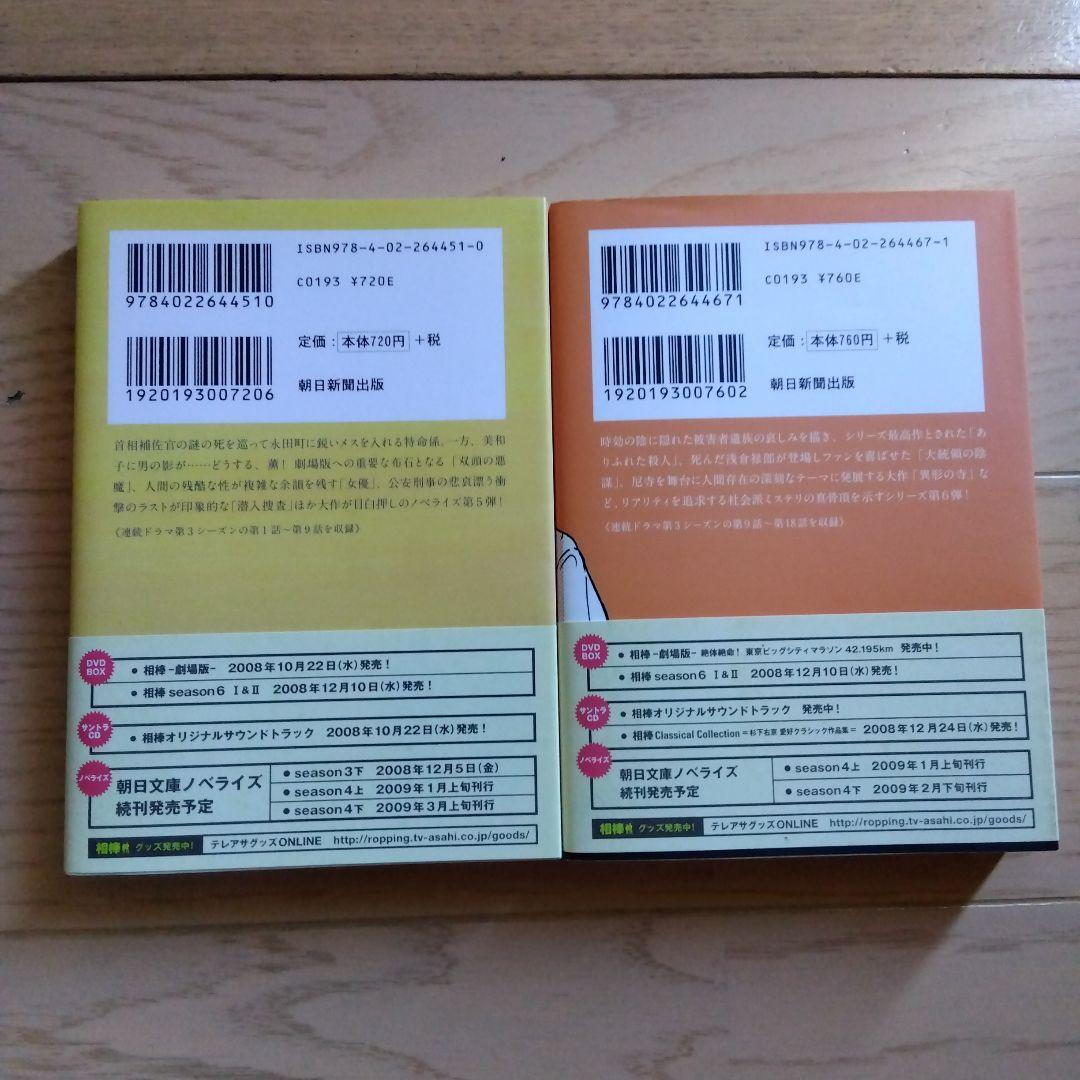 ISBN978-4-02-264451-0
9784022644510
C0193 ¥720E
定価：本体720円＋税
1920193007206
朝日新聞出版
首相補佐官の謎の死を巡って永田町に鋭いメスを入れる特命係。一方、美和
子に男の影が……どうする、薫！ 劇場版への重要な布石となる「双頭の悪
魔」、人間の残酷な性が複雑な余韻を残す「女優」、公安刑事の悲哀漂う衝
撃のラストが印象的な「潜入捜査」ほか大作が目白押しのノベライズ第5弾！
《連続ドラマ第3シーズンの第1話～第9話を収録》
DVD BOX
●相棒-劇場版- 2008年10月22日(水)発売！
●相棒 season6 Ⅰ&Ⅱ 2008年12月10日(水)発売！
サントラ CD
●相棒オリジナルサウンドトラック 2008年10月22日(水)発売！
ノベライズ
朝日文庫ノベライズ
続刊発売予定
●season3下 2008年12月5日(金)
●season4上 2009年1月上旬刊行
●season4下 2009年3月上旬刊行
相棒 グッズ発売中！ テレアサグッズONLINE http://ropping.tv-asahi.co.jp/goods/
ISBN978-4-02-264467-1
9784022644671
C0193 ¥760E
定価：本体760円＋税
1920193007602
朝日新聞出版
時効の陰に隠れた被害者遺族の哀しみを描き、シリーズ最高作とされた「あ
りふれた殺人」、死んだ浅倉禄郎が登場しファンを喜ばせた「大統領の陰
謀」、尼寺を舞台に人間存在の深刻なテーマに発展する大作「異形の寺」な
ど、リアリティを追求する社会派ミステリの真骨頂を示すシリーズ第6弾！
《連続ドラマ第3シーズンの第9話～第18話を収録》
DVD BOX
●相棒-劇場版- 絶体絶命！ 東京ビッグシティマラソン 42.195km 発売中！
●相棒 season6 Ⅰ&Ⅱ 2008年12月10日(水)発売！
サントラ CD
●相棒オリジナルサウンドトラック 発売中！
●相棒Classical Collection＝杉下右京 愛好クラシック作品集＝ 2008年12月24日(水)発売！
ノベライズ
朝日文庫ノベライズ
続刊発売予定
●season4上 2009年1月上旬刊行
●season4下 2009年2月下旬刊行
相棒 グッズ発売中！ テレアサグッズONLINE http://ropping.tv-asahi.co.jp/goods/